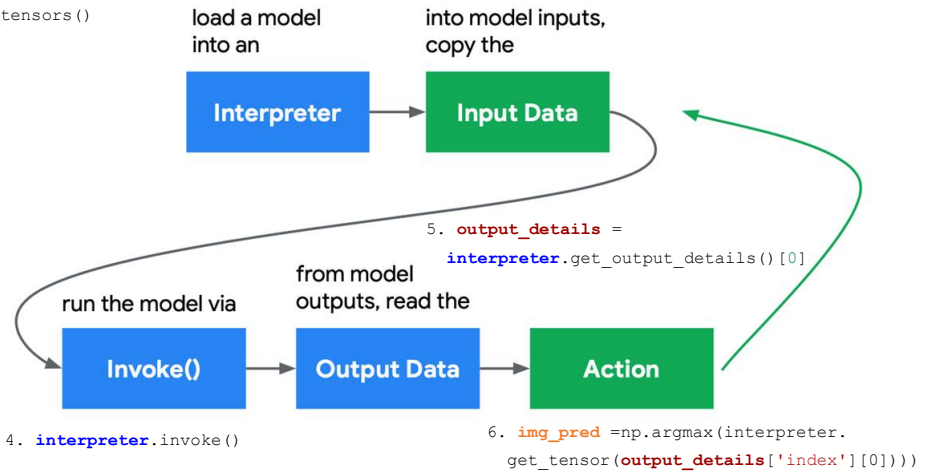 tensors()
load a model
into an
into model inputs,
copy the
Interpreter
Input Data
5. output_details =
interpreter.get_output_details()[0]
from model
outputs, read the
run the model via
Invoke()
Output Data
Action
4. interpreter.invoke()
6. img_pred =np.argmax(interpreter.
get_tensor(output_details['index'][0])))